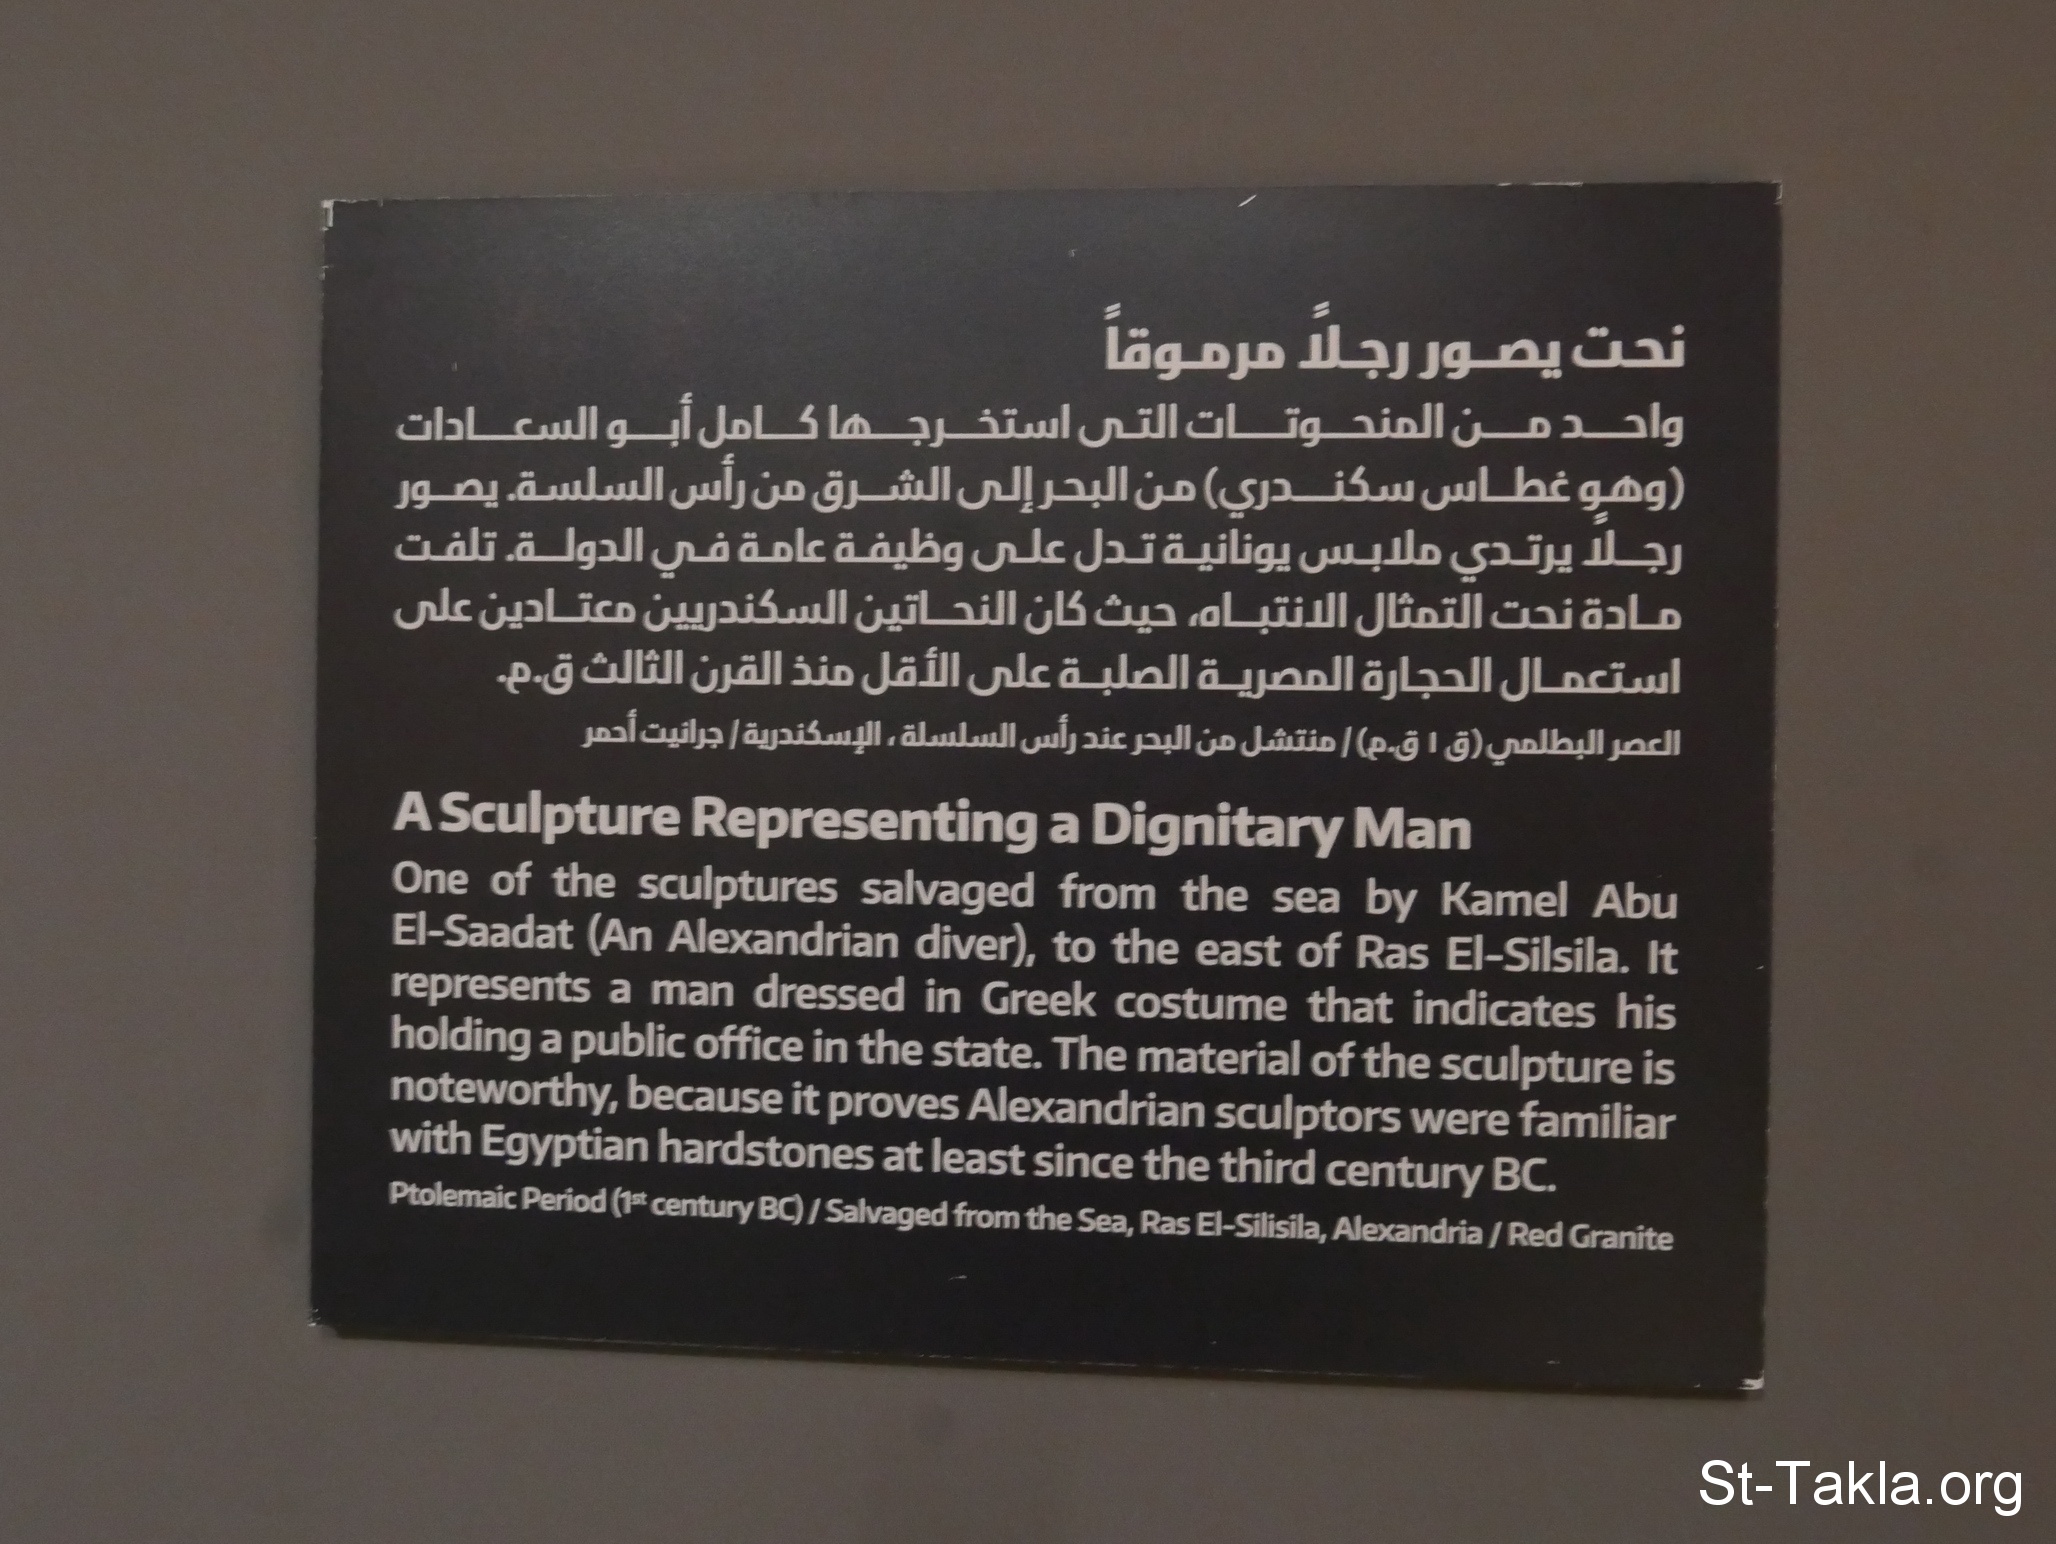 نحت يصور رجلاً مرموقاً
واحد من المنحوتات التى استخرجها كامل أبو السعادات
(وهو غطاس سكندري) من البحر إلى الشرق من رأس السلسة. يصور
رجلاً يرتدي ملابس يونانية تدل على وظيفة عامة في الدولة. تلفت
مادة نحت التمثال الانتباه، حيث كان النحاتين السكندريين معتادين على
استعمال الحجارة المصرية الصلبة على الأقل منذ القرن الثالث ق.م.
العصر البطلمي (ق ١ ق.م) / منتشل من البحر عند رأس السلسلة ، الإسكندرية / جرانيت أحمر
A Sculpture Representing a Dignitary Man
One of the sculptures salvaged from the sea by Kamel Abu
El-Saadat (An Alexandrian diver), to the east of Ras El-Silsila. It
represents a man dressed in Greek costume that indicates his
holding a public office in the state. The material of the sculpture is
noteworthy, because it proves Alexandrian sculptors were familiar
with Egyptian hardstones at least since the third century BC.
Ptolemaic Period (1st century BC) / Salvaged from the Sea, Ras El-Silisila, Alexandria / Red Granite
St-Takla.org